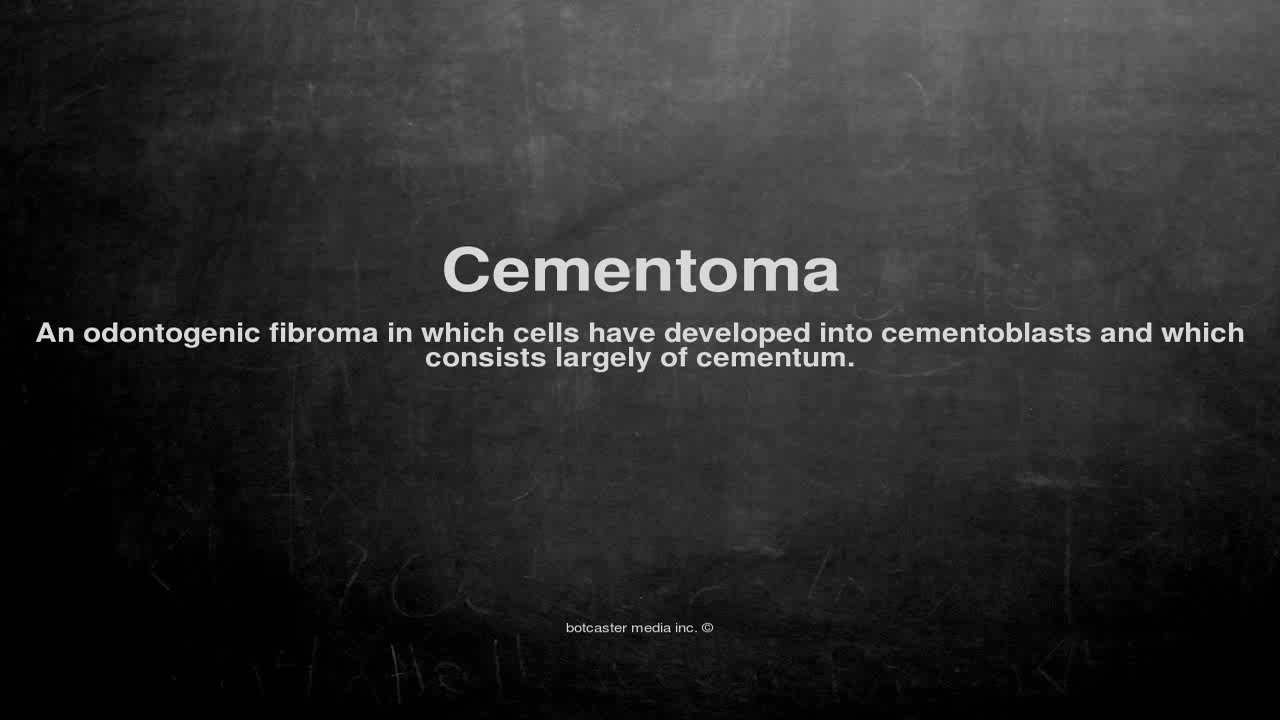 Cementoma
An odontogenic fibroma in which cells have developed into cementoblasts and which
consists largely of cementum.
botcaster media inc. ©